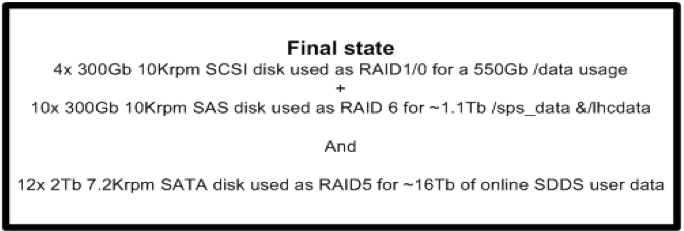 Final state
4x 300Gb 10Krpm SCSI disk used as RAID1/0 for a 550Gb /data usage
+
10x 300Gb 10Krpm SAS disk used as RAID 6 for ~1.1Tb /sps_data &/lhcdata
And
12x 2Tb 7.2Krpm SATA disk used as RAID5 for ~16Tb of online SDDS user data